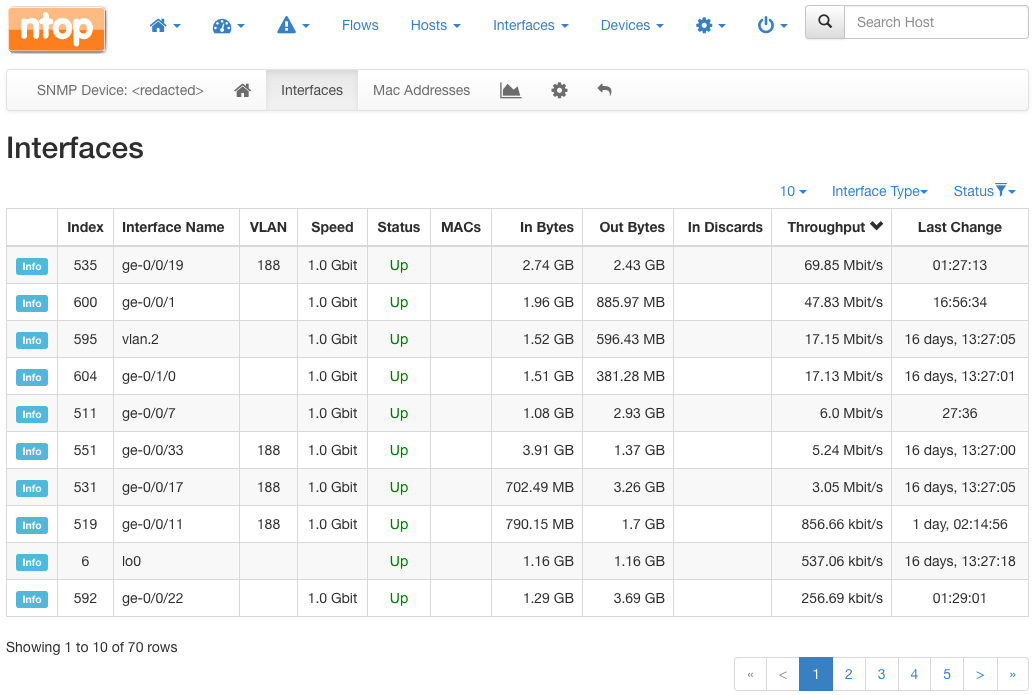 ntop Flows Hosts Interfaces Devices Search Host
SNMP Device: <redacted> Interfaces Mac Addresses
Interfaces
10 Interface Type Status
Index Interface Name VLAN Speed Status MACs In Bytes Out Bytes In Discards Throughput Last Change
Info 535 ge-0/0/19 188 1.0 Gbit Up 2.74 GB 2.43 GB 69.85 Mbit/s 01:27:13
Info 600 ge-0/0/1 1.0 Gbit Up 1.96 GB 885.97 MB 47.83 Mbit/s 16:56:34
Info 595 vlan.2 1.0 Gbit Up 1.52 GB 596.43 MB 17.15 Mbit/s 16 days, 13:27:05
Info 604 ge-0/1/0 1.0 Gbit Up 1.51 GB 381.28 MB 17.13 Mbit/s 16 days, 13:27:01
Info 511 ge-0/0/7 1.0 Gbit Up 1.08 GB 2.93 GB 6.0 Mbit/s 27:36
Info 551 ge-0/0/33 188 1.0 Gbit Up 3.91 GB 1.37 GB 5.24 Mbit/s 16 days, 13:27:00
Info 531 ge-0/0/17 188 1.0 Gbit Up 702.49 MB 3.26 GB 3.05 Mbit/s 16 days, 13:27:05
Info 519 ge-0/0/11 188 1.0 Gbit Up 790.15 MB 1.7 GB 856.66 kbit/s 1 day, 02:14:56
Info 6 lo0 Up 1.16 GB 1.16 GB 537.06 kbit/s 16 days, 13:27:18
Info 592 ge-0/0/22 1.0 Gbit Up 1.29 GB 3.69 GB 256.69 kbit/s 01:29:01
Showing 1 to 10 of 70 rows
« < 1 2 3 4 5 > »